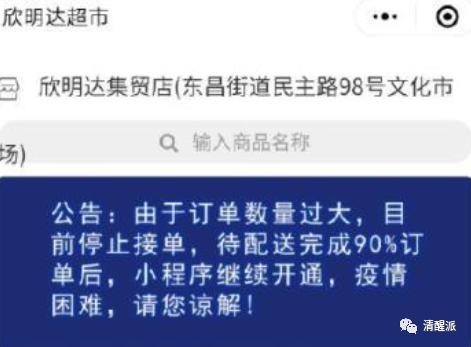 欣明达超市
欣明达集贸店(东昌街道民主路98号文化市
场)
输入商品名称
公告：由于订单数量过大，目
前停止接单，待配送完成90%订
单后，小程序继续开通，疫情
困难，请您谅解！
清醒派